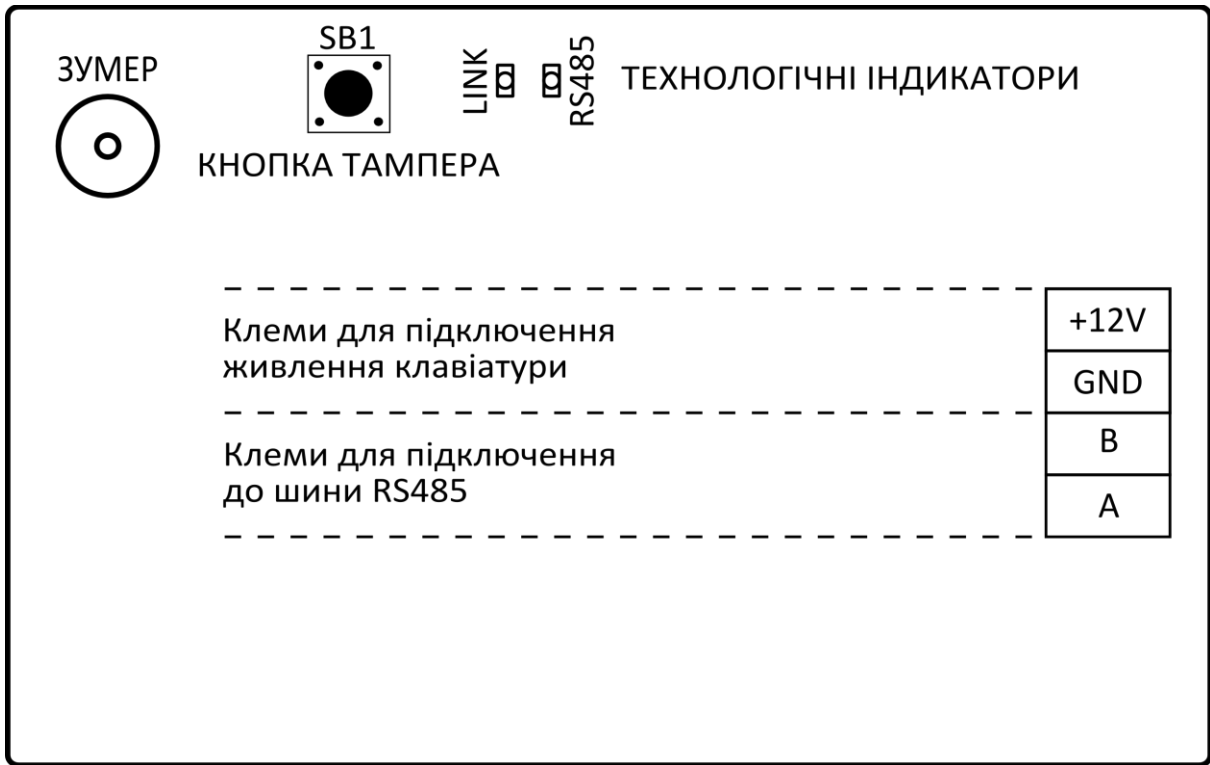 ЗУМЕР
SB1
КНОПКА ТАМПЕРА
LINK
RS485
ТЕХНОЛОГІЧНІ ІНДИКАТОРИ
Клеми для підключення
живлення клавіатури
+12V
GND
Клеми для підключення
до шини RS485
B
A